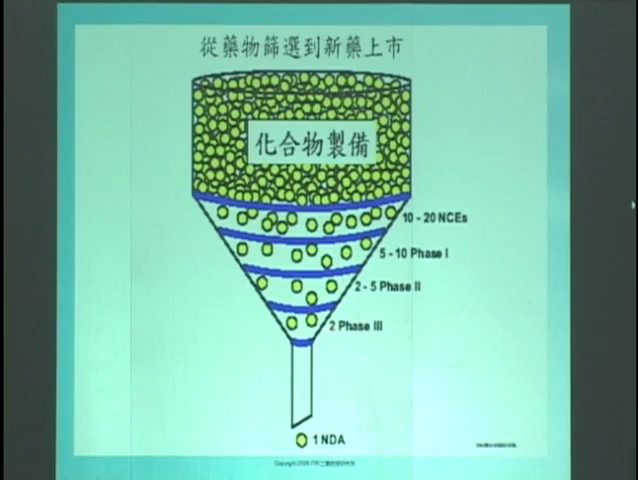 從藥物篩選到新藥上市
化合物製備
10 - 20 NCEs
5 - 10 Phase I
2 - 5 Phase II
2 Phase III
1 NDA